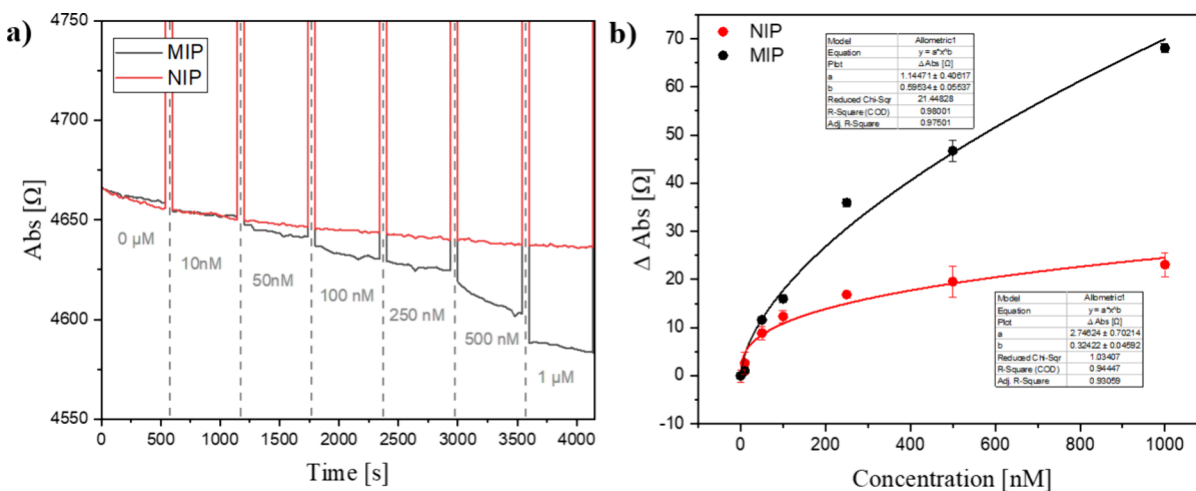 a)
4750
4700
4650
4600
4550
Abs [Ω]
MIP
NIP
0 µM
10nM
50nM
100 nM
250 nM
500 nM
1 µM
0 500 1000 1500 2000 2500 3000 3500 4000
Time [s]
b)
70
60
50
40
30
20
10
0
-10
Δ Abs [Ω]
NIP
MIP
Model Allometric1
Equation y = a*x^b
Plot Δ Abs [Ω]
a 1.14471 ± 0.40617
b 0.59534 ± 0.05537
Reduced Chi-Sqr 21.44828
R-Square (COD) 0.98001
Adj. R-Square 0.97501
Model Allometric1
Equation y = a*x^b
Plot Δ Abs [Ω]
a 2.74624 ± 0.70214
b 0.32422 ± 0.04592
Reduced Chi-Sqr 1.03407
R-Square (COD) 0.94447
Adj. R-Square 0.93059
0 200 400 600 800 1000
Concentration [nM]